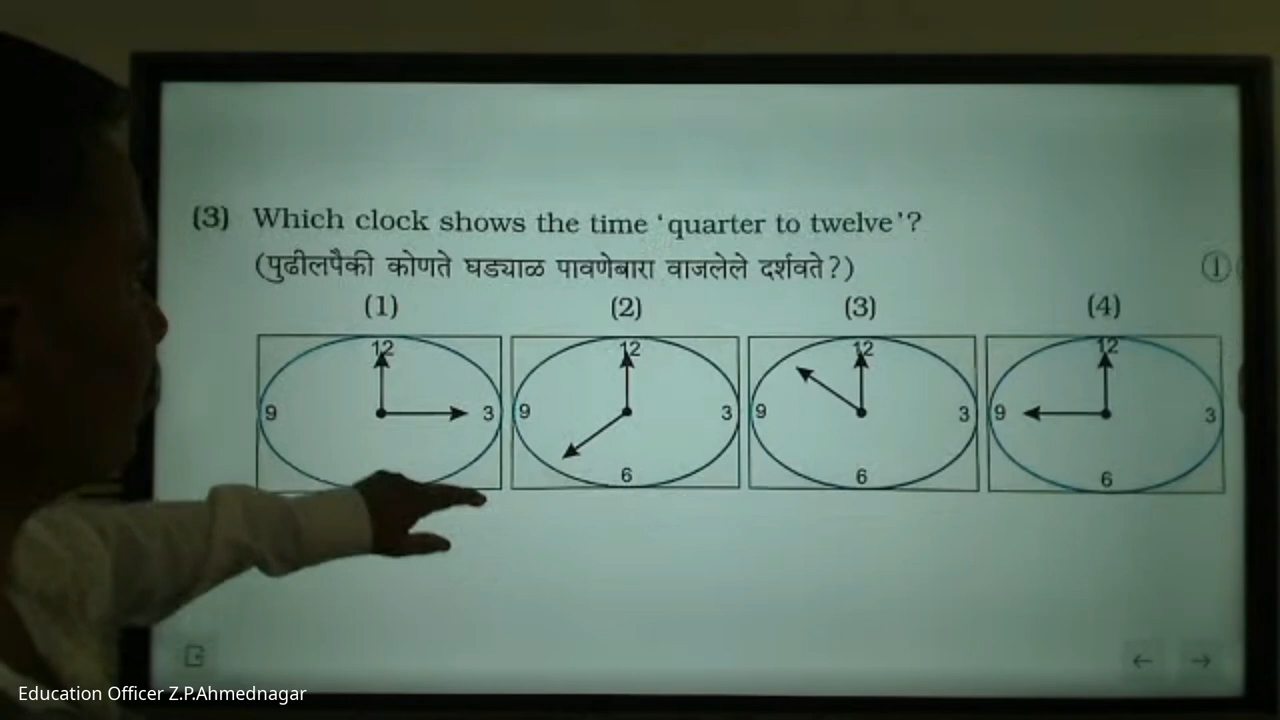 (3) Which clock shows the time ‘quarter to twelve’?
(पुढीलपैकी कोणते घड्याळ पावणेबारा वाजलेले दर्शवते?) 1
(1) (2) (3) (4)
12 12 12 12
9 3 9 3 9 3 9 3
6 6 6
Education Officer Z.P.Ahmednagar